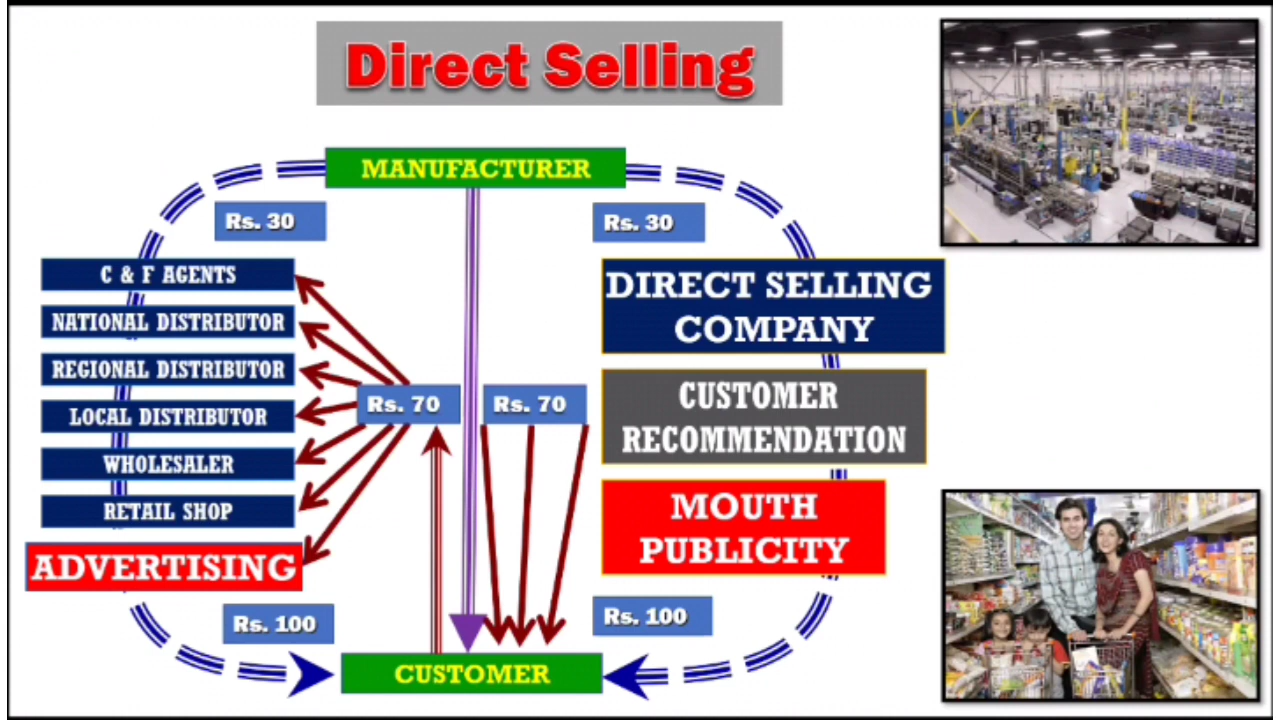 Direct Selling
MANUFACTURER
Rs. 30
Rs. 30
C & F AGENTS
NATIONAL DISTRIBUTOR
REGIONAL DISTRIBUTOR
LOCAL DISTRIBUTOR
WHOLESALER
RETAIL SHOP
ADVERTISING
Rs. 70
Rs. 70
DIRECT SELLING
COMPANY
CUSTOMER
RECOMMENDATION
MOUTH
PUBLICITY
Rs. 100
Rs. 100
CUSTOMER